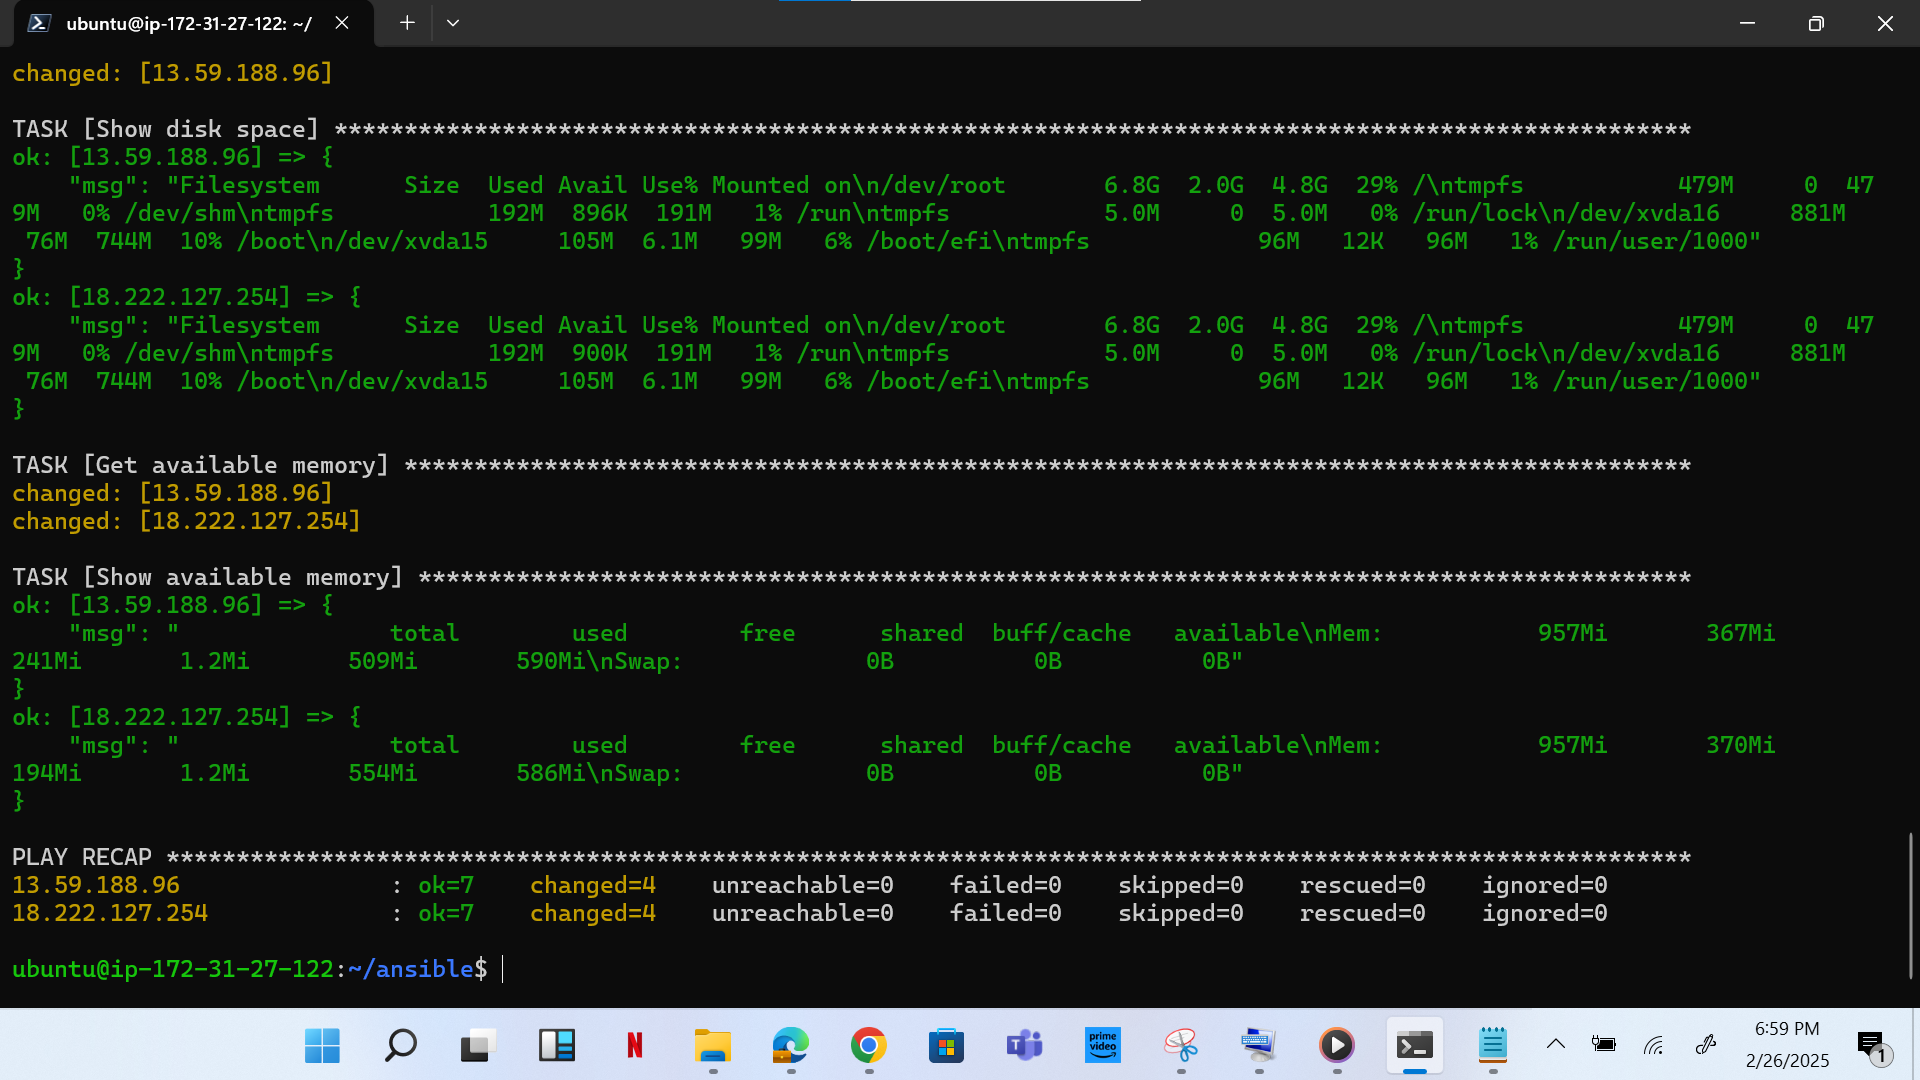 ubuntu@ip-172-31-27-122: ~/
changed: [13.59.188.96]
TASK [Show disk space] *************************************************************************************************
ok: [13.59.188.96] => {
    "msg": "Filesystem      Size  Used Avail Use% Mounted on\n/dev/root       6.8G  2.0G  4.8G  29% /\ntmpfs           479M     0  47
9M   0% /dev/shm\ntmpfs           192M  896K  191M   1% /run\ntmpfs           5.0M     0  5.0M   0% /run/lock\n/dev/xvda16     881M
 76M  744M  10% /boot\n/dev/xvda15     105M  6.1M   99M   6% /boot/efi\ntmpfs            96M   12K   96M   1% /run/user/1000"
}
ok: [18.222.127.254] => {
    "msg": "Filesystem      Size  Used Avail Use% Mounted on\n/dev/root       6.8G  2.0G  4.8G  29% /\ntmpfs           479M     0  47
9M   0% /dev/shm\ntmpfs           192M  900K  191M   1% /run\ntmpfs           5.0M     0  5.0M   0% /run/lock\n/dev/xvda16     881M
 76M  744M  10% /boot\n/dev/xvda15     105M  6.1M   99M   6% /boot/efi\ntmpfs            96M   12K   96M   1% /run/user/1000"
}
TASK [Get available memory] ********************************************************************************************
changed: [13.59.188.96]
changed: [18.222.127.254]
TASK [Show available memory] *******************************************************************************************
ok: [13.59.188.96] => {
    "msg": "               total        used        free      shared  buff/cache   available\nMem:           957Mi       367Mi
241Mi       1.2Mi       509Mi       590Mi\nSwap:             0B          0B          0B"
}
ok: [18.222.127.254] => {
    "msg": "               total        used        free      shared  buff/cache   available\nMem:           957Mi       370Mi
194Mi       1.2Mi       554Mi       586Mi\nSwap:             0B          0B          0B"
}
PLAY RECAP *************************************************************************************************************
13.59.188.96               : ok=7    changed=4    unreachable=0    failed=0    skipped=0    rescued=0    ignored=0
18.222.127.254             : ok=7    changed=4    unreachable=0    failed=0    skipped=0    rescued=0    ignored=0
ubuntu@ip-172-31-27-122:~/ansible$
N
T
prime video
6:59 PM
2/26/2025
1